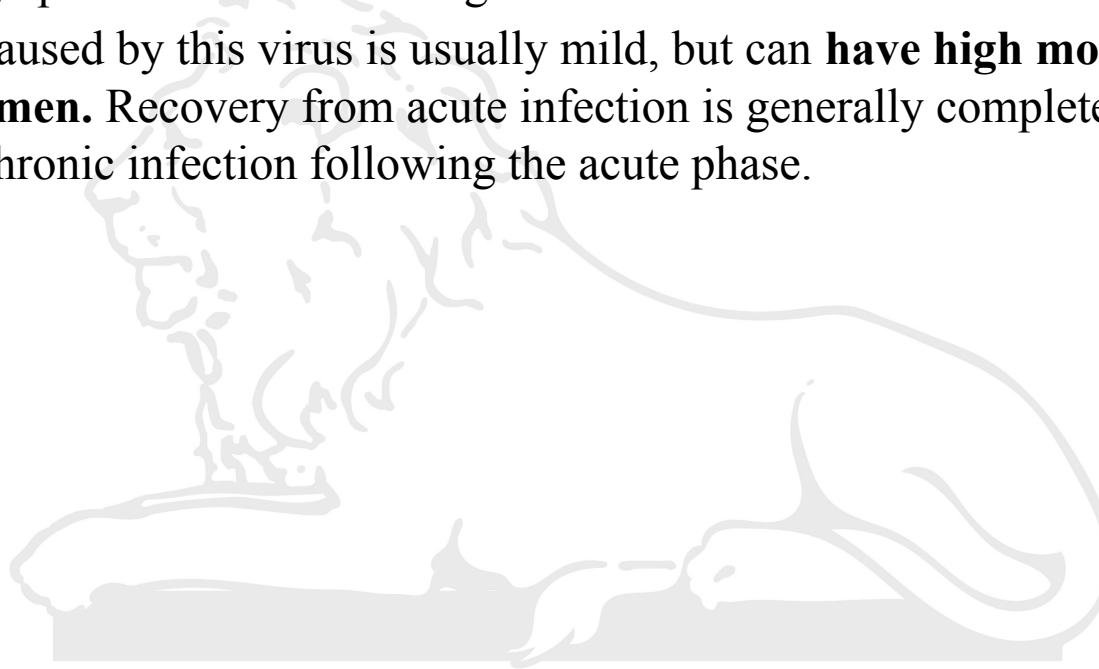 aused by this virus is usually mild, but can have high mo
men. Recovery from acute infection is generally complete
hronic infection following the acute phase.